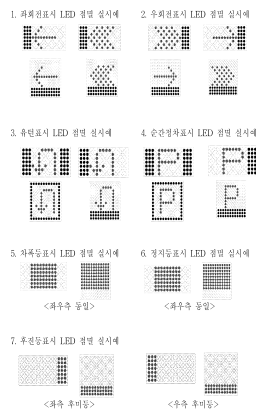 1. 좌회전표시 LED 점멸 실시예
2. 우회전표시 LED 점멸 실시예
3. 유턴표시 LED 점멸 실시예
4. 순간정차표시 LED 점멸 실시예
5. 차폭등표시 LED 점멸 실시예
6. 정지등표시 LED 점멸 실시예
<좌우측 동일>
<좌우측 동일>
7. 후진등표시 LED 점멸 실시예
<좌측 후미등>
<우측 후미등>